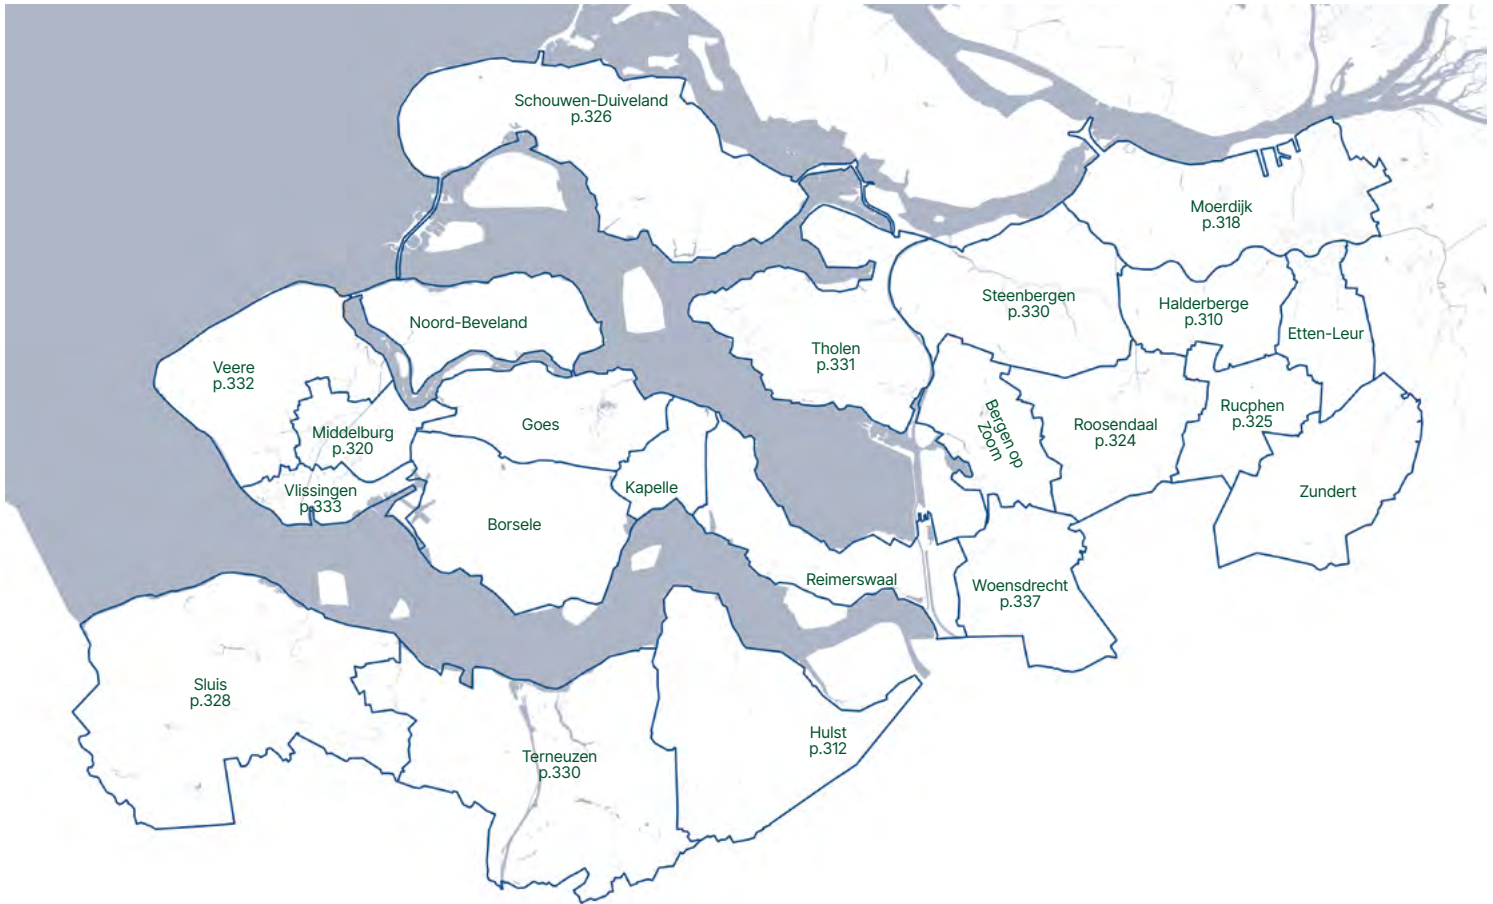 Schouwen-Duiveland
p.326
Moerdijk
p.318
Steenbergen
p.330
Halderberge
p.310
Etten-Leur
Noord-Beveland
Tholen
p.331
Veere
p.332
Middelburg
p.320
Goes
Bergen op
Zoom
Roosendaal
p.324
Rucphen
p.325
Vlissingen
p.333
Kapelle
Zundert
Borsele
Reimerswaal
Woensdrecht
p.337
Sluis
p.328
Terneuzen
p.330
Hulst
p.312